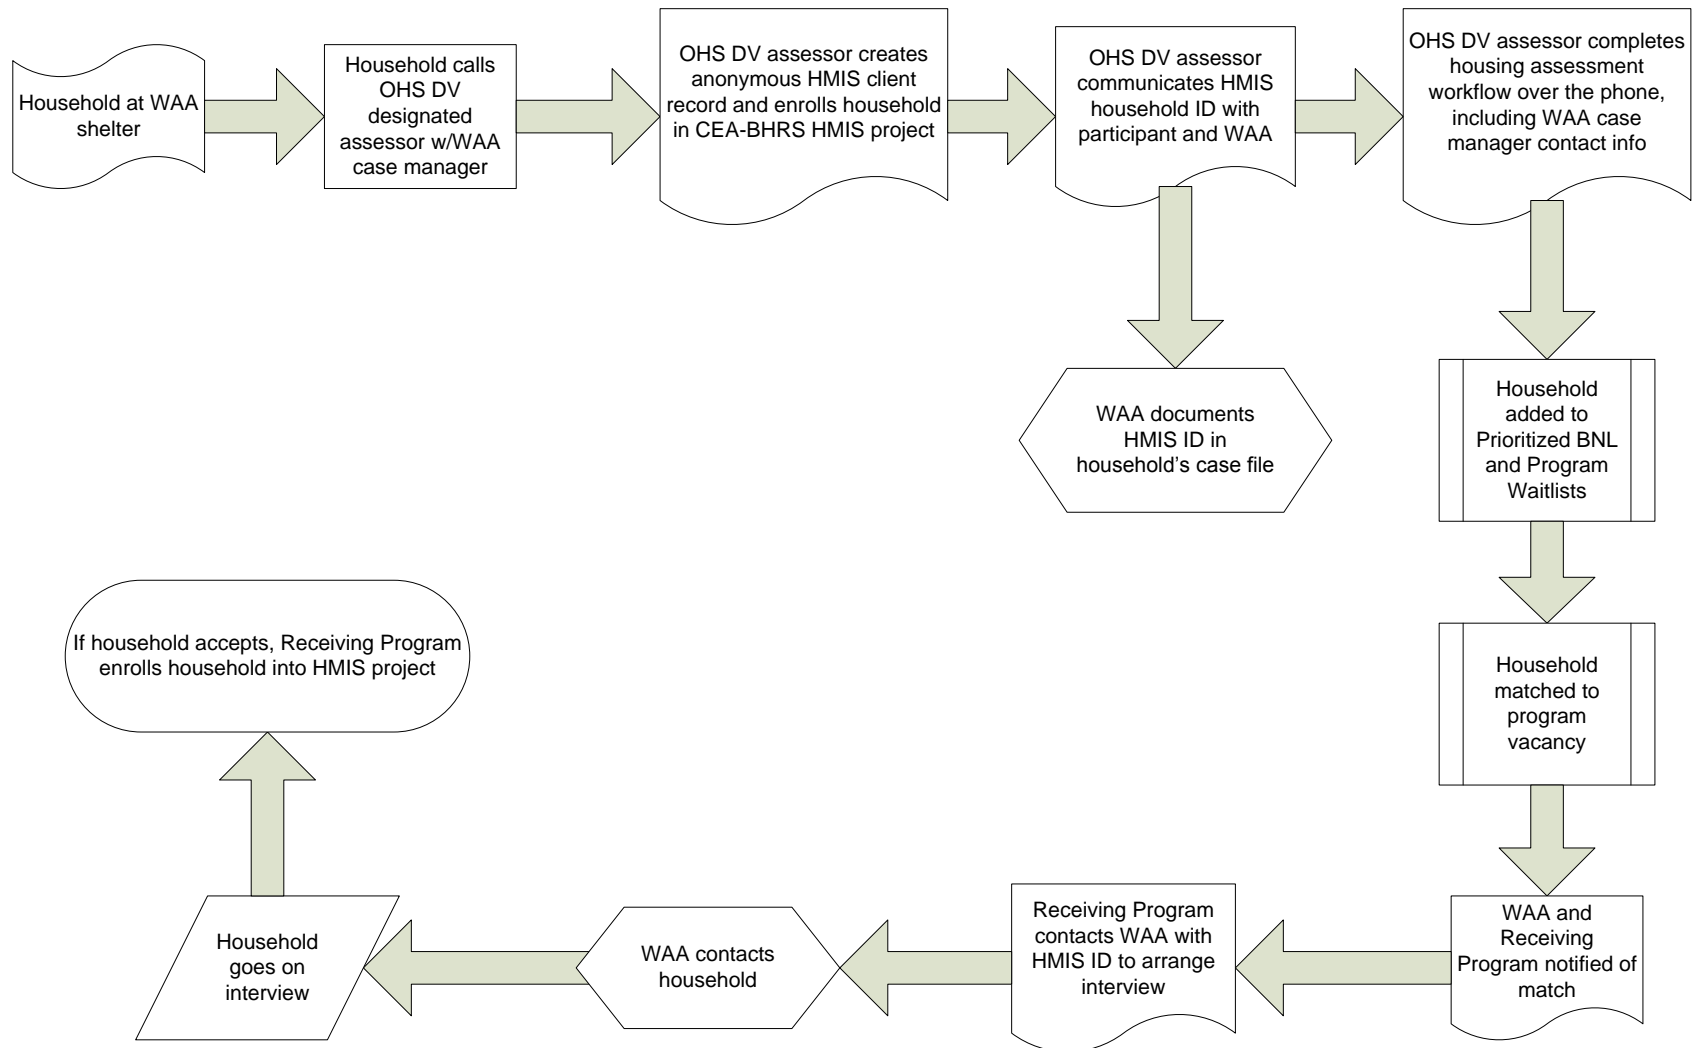 Household at WAA
shelter
Household calls
OHS DV
designated
assessor w/WAA
case manager
OHS DV assessor creates
anonymous HMIS client
record and enrolls household
in CEA-BHRS HMIS project
OHS DV assessor
communicates HMIS
household ID with
participant and WAA
OHS DV assessor completes
housing assessment
workflow over the phone,
including WAA case
manager contact info
WAA documents
HMIS ID in
household’s case file
Household
added to
Prioritized BNL
and Program
Waitlists
Household
matched to
program
vacancy
WAA and
Receiving
Program notified of
match
Receiving Program
contacts WAA with
HMIS ID to arrange
interview
WAA contacts
household
Household
goes on
interview
If household accepts, Receiving Program
enrolls household into HMIS project